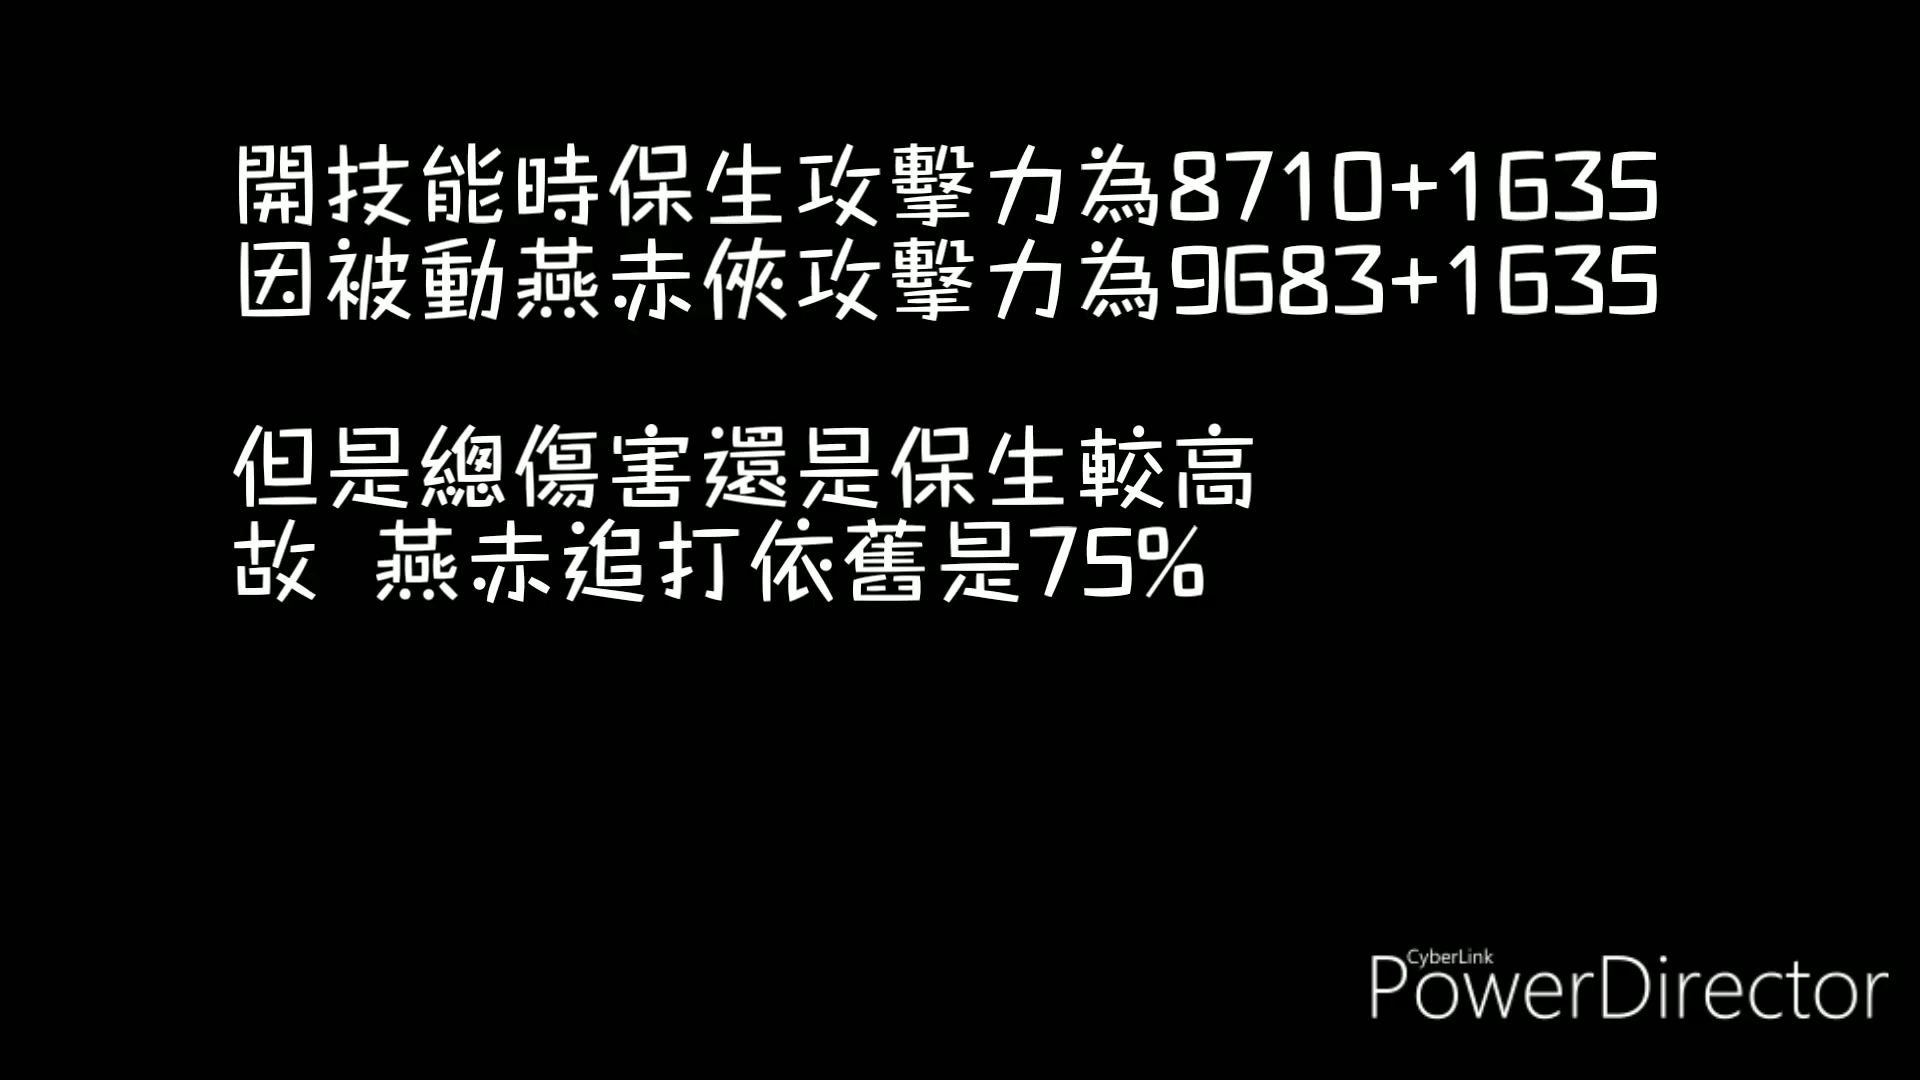 開技能時保生攻擊力為8710+1635
因被動燕赤俠攻擊力為9683+1635
但是總傷害還是保生較高
故 燕赤追打依舊是75%
CyberLink
PowerDirector